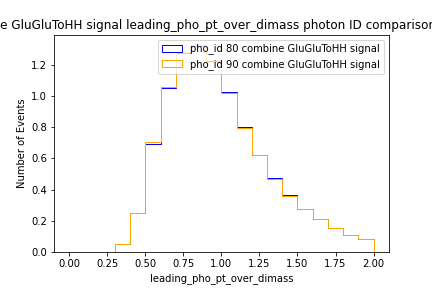 e GluGluToHH signal leading_pho_pt_over_dimass photon ID comparison
pho_id 80 combine GluGluToHH signal
pho_id 90 combine GluGluToHH signal
Number of Events
1.2
1.0
0.8
0.6
0.4
0.2
0.0
0.00 0.25 0.50 0.75 1.00 1.25 1.50 1.75 2.00
leading_pho_pt_over_dimass